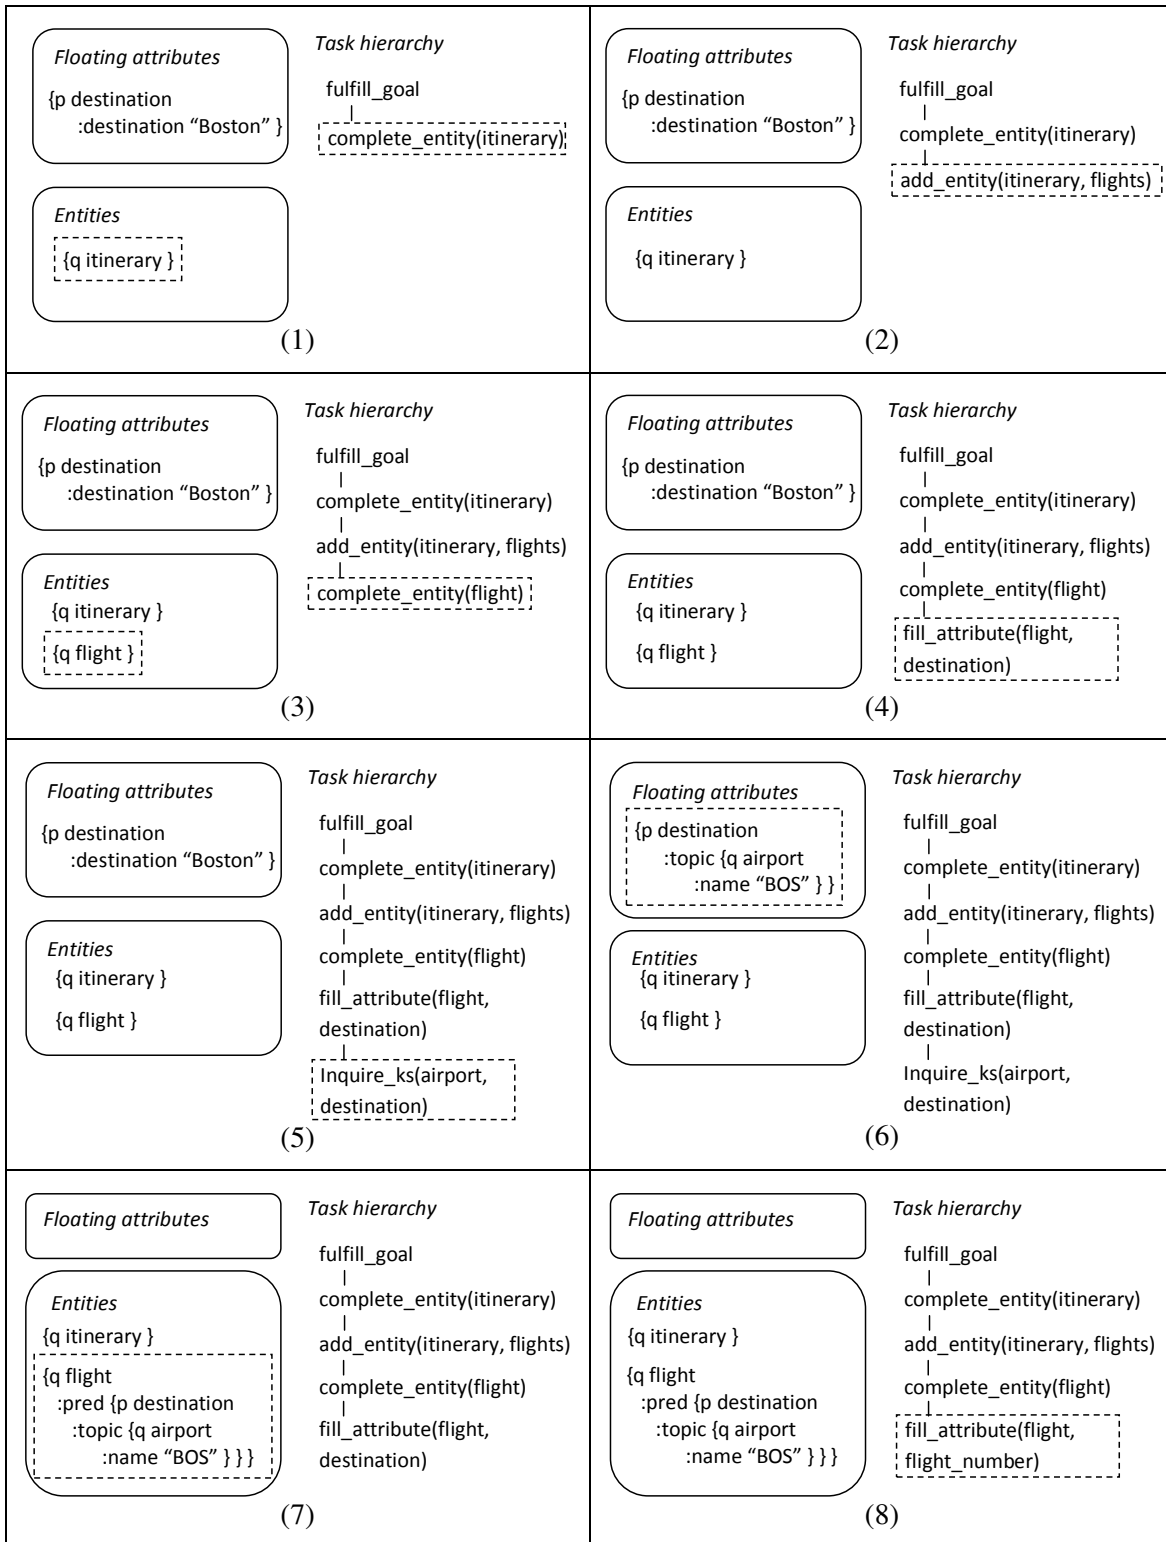 Floating attributes
{p destination
:destination “Boston” }
Entities
{q itinerary }
Task hierarchy
fulfill_goal
complete_entity(itinerary)
(1)
Floating attributes
{p destination
:destination “Boston” }
Entities
{q itinerary }
Task hierarchy
fulfill_goal
complete_entity(itinerary)
add_entity(itinerary, flights)
(2)
Floating attributes
{p destination
:destination “Boston” }
Entities
{q itinerary }
{q flight }
Task hierarchy
fulfill_goal
complete_entity(itinerary)
add_entity(itinerary, flights)
complete_entity(flight)
(3)
Floating attributes
{p destination
:destination “Boston” }
Entities
{q itinerary }
{q flight }
Task hierarchy
fulfill_goal
complete_entity(itinerary)
add_entity(itinerary, flights)
complete_entity(flight)
fill_attribute(flight,
destination)
(4)
Floating attributes
{p destination
:destination “Boston” }
Entities
{q itinerary }
{q flight }
Task hierarchy
fulfill_goal
complete_entity(itinerary)
add_entity(itinerary, flights)
complete_entity(flight)
fill_attribute(flight,
destination)
Inquire_ks(airport,
destination)
(5)
Floating attributes
{p destination
:topic {q airport
:name “BOS” } }
Entities
{q itinerary }
{q flight }
Task hierarchy
fulfill_goal
complete_entity(itinerary)
add_entity(itinerary, flights)
complete_entity(flight)
fill_attribute(flight,
destination)
Inquire_ks(airport,
destination)
(6)
Floating attributes
Entities
{q itinerary }
{q flight
:pred {p destination
:topic {q airport
:name “BOS” } } }
Task hierarchy
fulfill_goal
complete_entity(itinerary)
add_entity(itinerary, flights)
complete_entity(flight)
fill_attribute(flight,
destination)
(7)
Floating attributes
Entities
{q itinerary }
{q flight
:pred {p destination
:topic {q airport
:name “BOS” } } }
Task hierarchy
fulfill_goal
complete_entity(itinerary)
add_entity(itinerary, flights)
complete_entity(flight)
fill_attribute(flight,
flight_number)
(8)